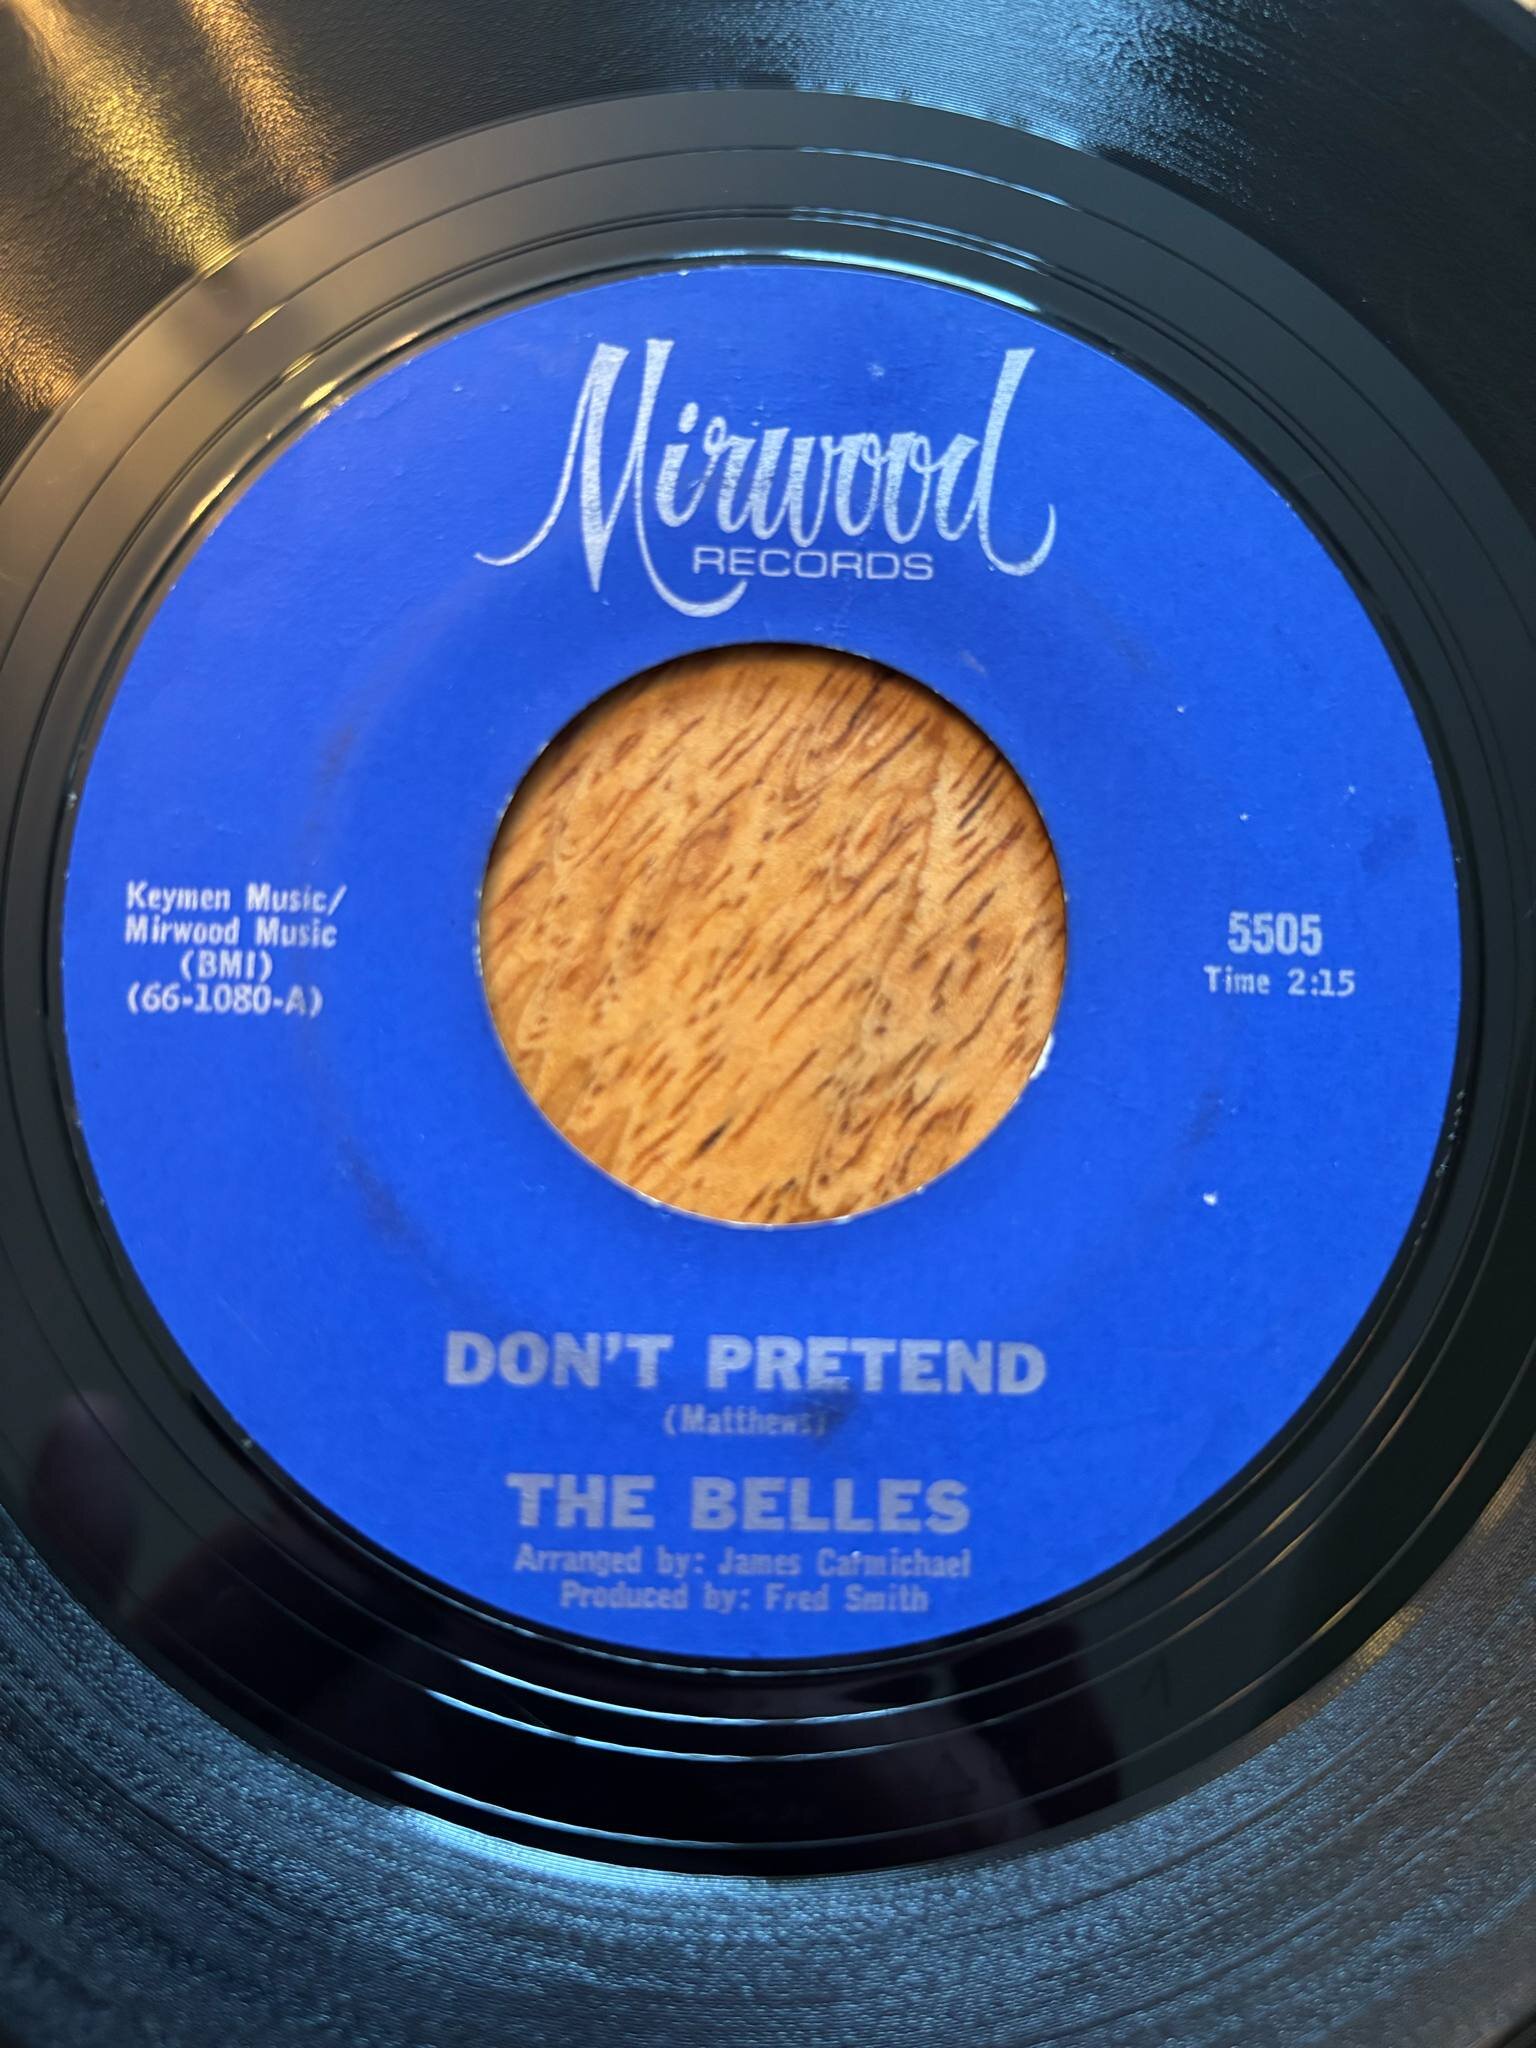 Mirwood
RECORDS
Keymen Music/
Mirwood Music
(BMI)
(66-1080-A)
5505
Time 2:15
DON'T PRETEND
(Matthews)
THE BELLES
Arranged by: James Carmichael
Produced by: Fred Smith